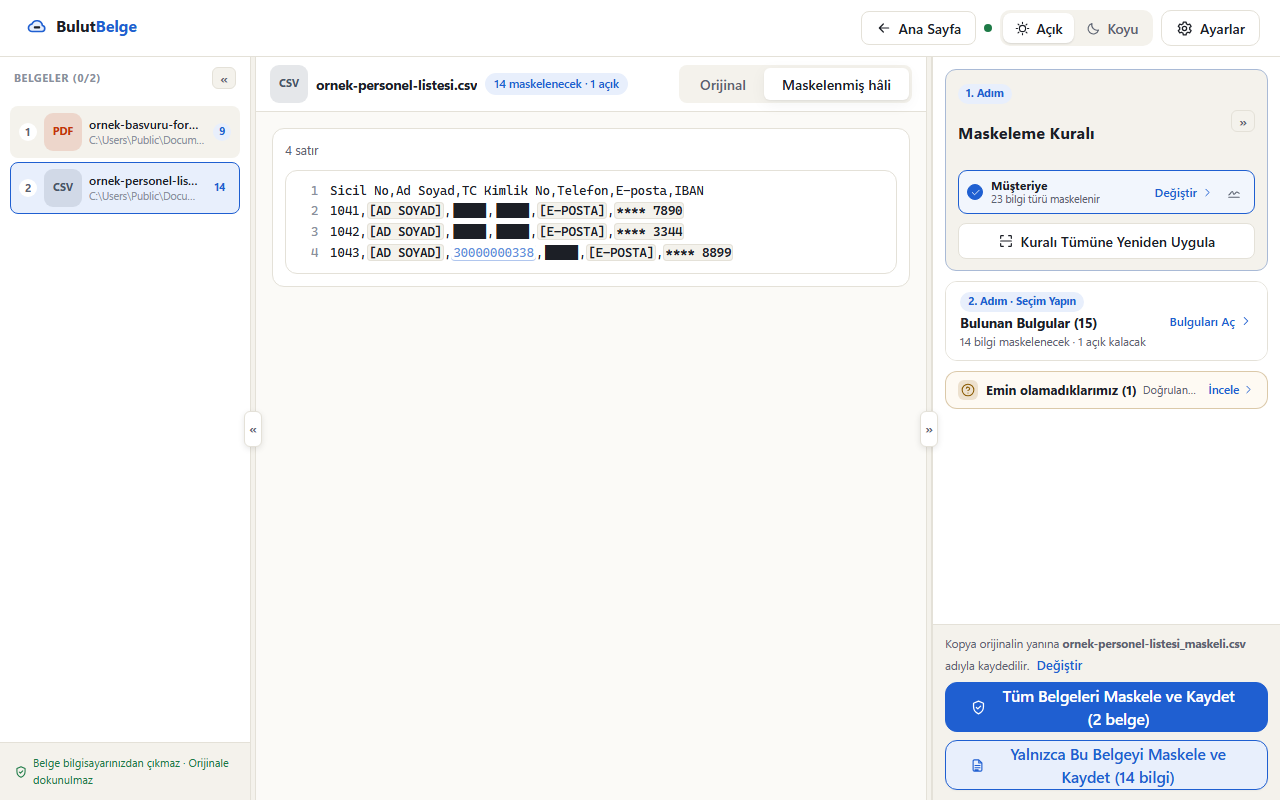 BulutBelge
Ana Sayfa
Açık
Koyu
Ayarlar
BELGELER (0/2)
«
1
PDF
ornek-basvuru-for...
C:\Users\Public\Docum...
9
2
CSV
ornek-personel-lis...
C:\Users\Public\Docu...
14
Belge bilgisayarınızdan çıkmaz · Orijinale
dokunulmaz
«
CSV
ornek-personel-listesi.csv
14 maskelenecek · 1 açık
Orijinal
Maskelenmiş hâli
4 satır
1 Sicil No,Ad Soyad,TC Kimlik No,Telefon,E-posta,IBAN
2 1041,[AD SOYAD],█████,█████,[E-POSTA],**** 7890
3 1042,[AD SOYAD],█████,█████,[E-POSTA],**** 3344
4 1043,[AD SOYAD],30000000338,█████,[E-POSTA],**** 8899
»
1. Adım
Maskeleme Kuralı
»
Müşteriye
23 bilgi türü maskelenir
Değiştir
Kuralı Tümüne Yeniden Uygula
2. Adım · Seçim Yapın
Bulunan Bulgular (15)
14 bilgi maskelenecek · 1 açık kalacak
Bulguları Aç
Emin olamadıklarımız (1) Doğrulan... İncele
Kopya orijinalin yanına ornek-personel-listesi_maskeli.csv
adıyla kaydedilir. Değiştir
Tüm Belgeleri Maskele ve Kaydet
(2 belge)
Yalnızca Bu Belgeyi Maskele ve
Kaydet (14 bilgi)